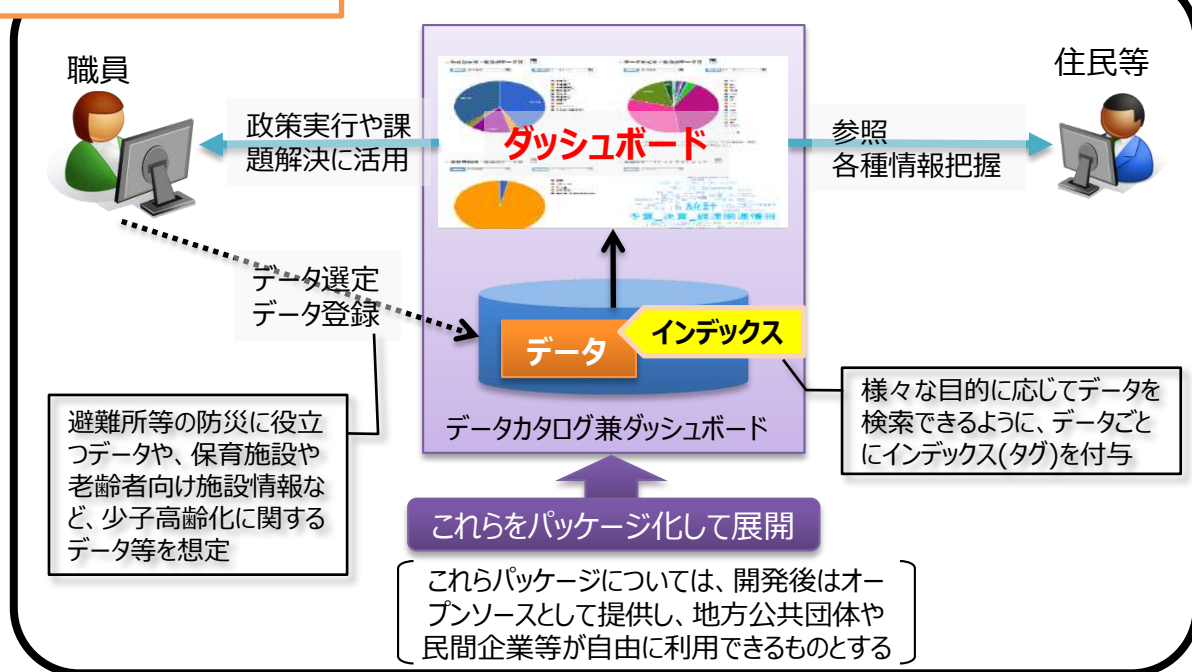 職員
住民等
政策実行や課
題解決に活用
ダッシュボード
参照
各種情報把握
データ選定
データ登録
データ
インデックス
データカタログ兼ダッシュボード
避難所等の防災に役立
つデータや、保育施設や
老齢者向け施設情報な
ど、少子高齢化に関する
データ等を想定
様々な目的に応じてデータを
検索できるように、データごと
にインデックス(タグ)を付与
これらをパッケージ化して展開
これらパッケージについては、開発後はオー
プンソースとして提供し、地方公共団体や
民間企業等が自由に利用できるものとする